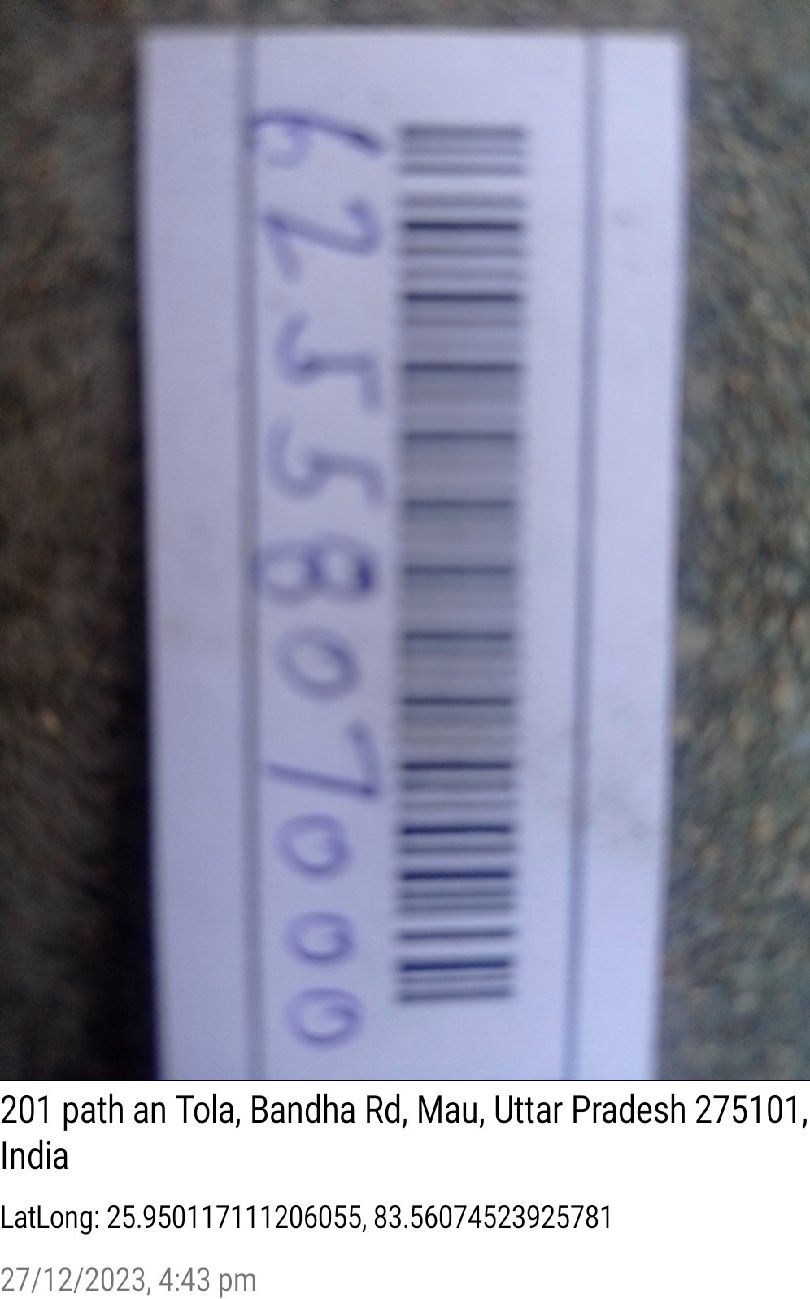 6255807000
201 path an Tola, Bandha Rd, Mau, Uttar Pradesh 275101,
India
LatLong: 25.950117111206055, 83.56074523925781
27/12/2023, 4:43 pm